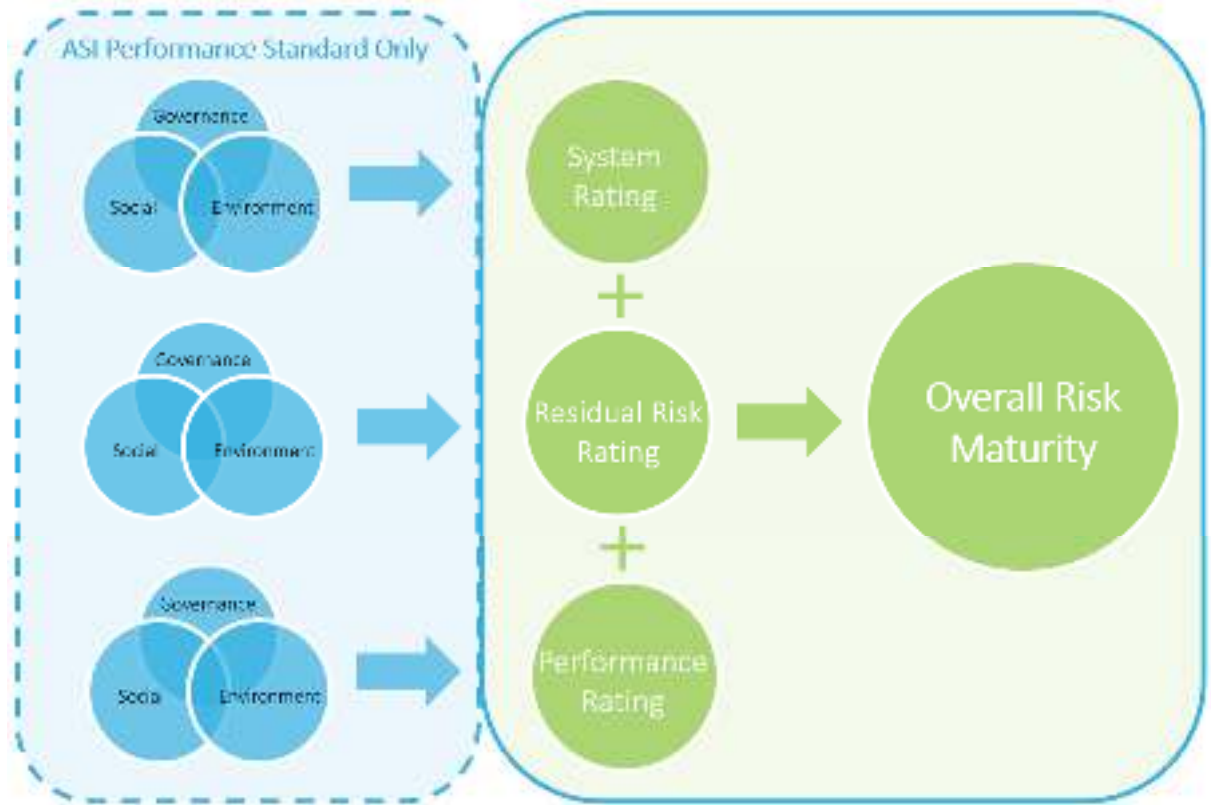 ASI Performance Standard Only
Governance
Social
Environment
System
Rating
+
Governance
Social
Environment
Residual Risk
Rating
Overall Risk
Maturity
+
Governance
Social
Environment
Performance
Rating